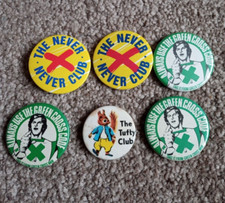 THE NEVER
NEVER CLUB
THE NEVER
NEVER CLUB
ALWAYS USE THE GREEN CROSS CODE
ALWAYS USE THE GREEN CROSS CODE
The
Tufty
Club
ALWAYS USE THE GREEN CROSS CODE